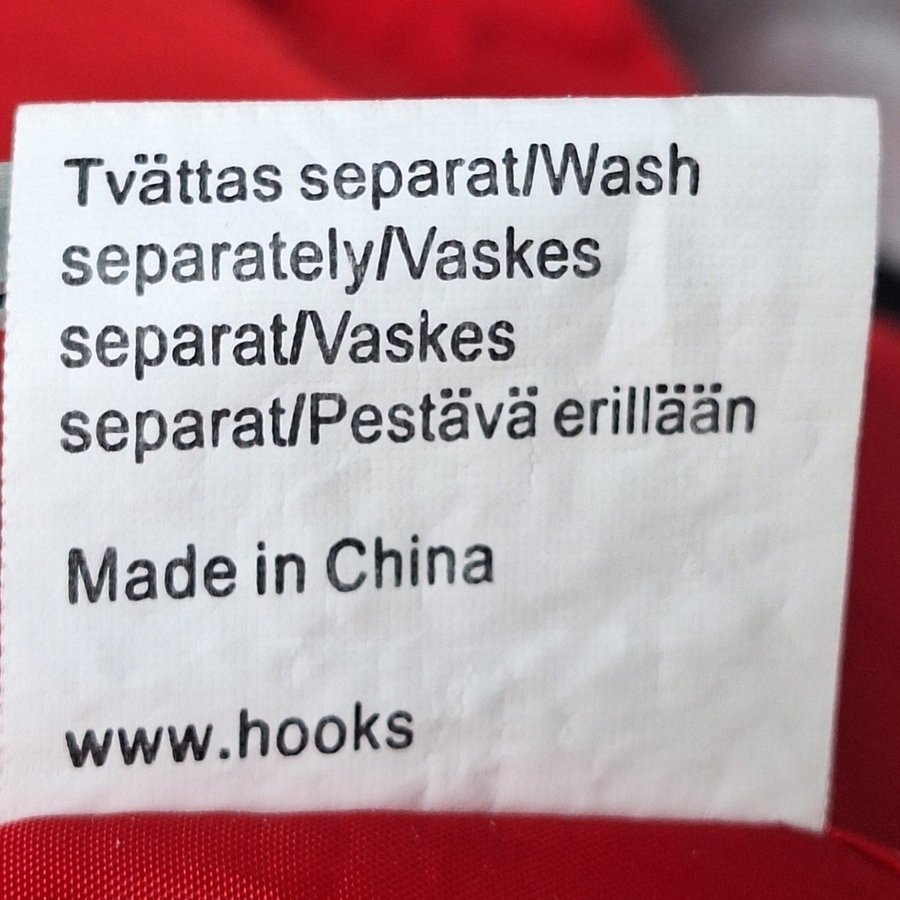 Tvättas separat/Wash
separately/Vaskes
separat/Vaskes
separat/Pestävä erillään
Made in China
www.hooks